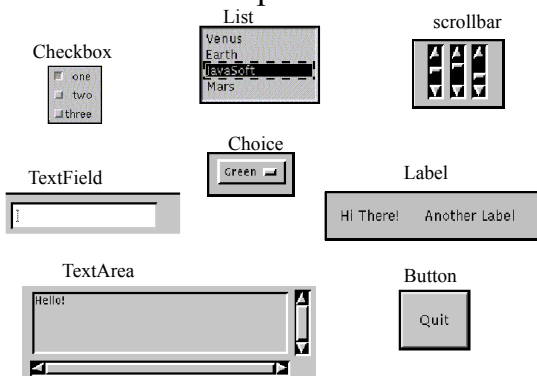 List
scrollbar
Venus
Earth
JavaSoft
Mars
Checkbox
one
two
three
Choice
Green
TextField
Label
Hi There! Another Label
TextArea
Hello!
Button
Quit